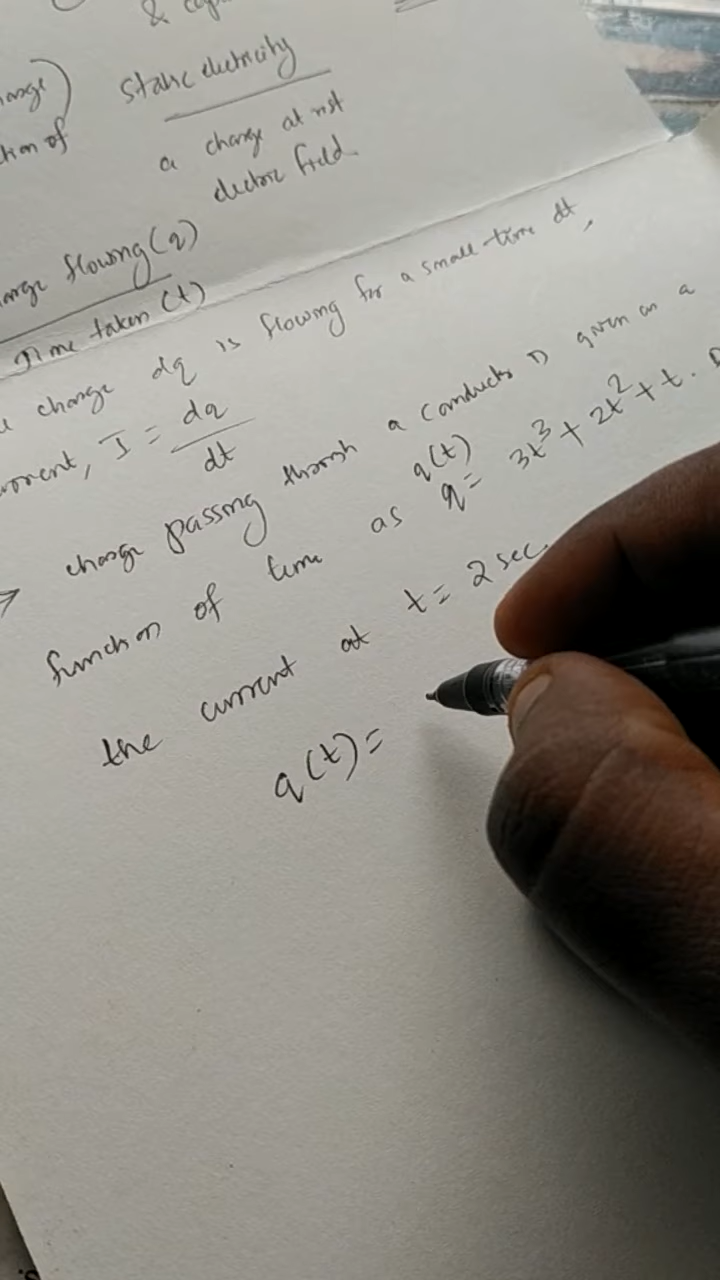 &
Static electricity
tion of
a charge at rest
electric field
flowing (q)
Time taken (t)
charge dq is flowing for a small time dt,
I = dq
dt
charge passing through a conductor is given as a
q(t)
function of time as q = 3t³ + 2t² + t.
the current at t = 2 sec
q(t) =